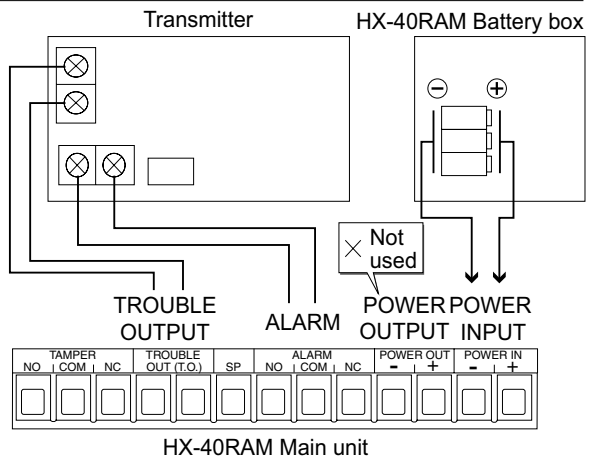 Transmitter
HX-40RAM Battery box
− +
Not
used
TROUBLE
OUTPUT
ALARM
POWER
OUTPUT
POWER
INPUT
TAMPER
NO COM NC
TROUBLE
OUT (T.O.)
SP
ALARM
NO COM NC
POWER OUT
- +
POWER IN
- +
HX-40RAM Main unit